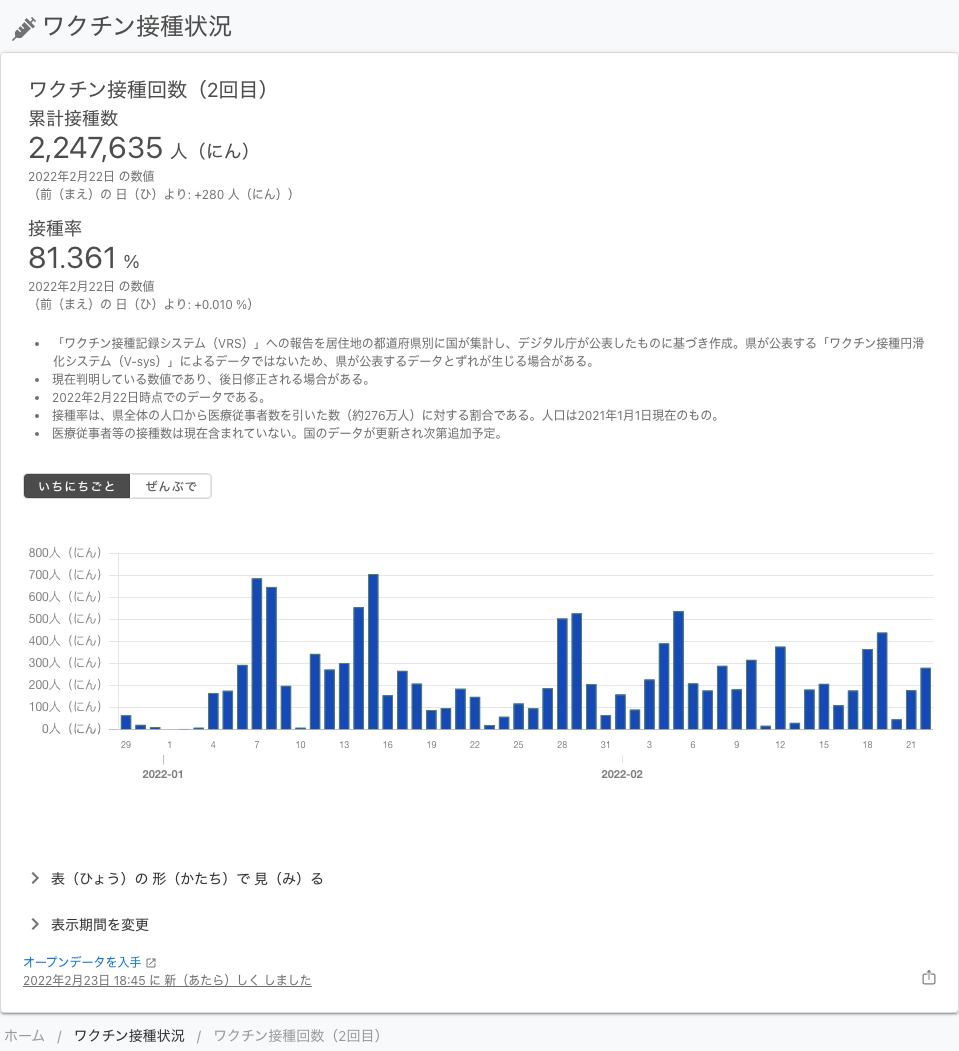 ワクチン接種状況
ワクチン接種回数（2回目）
累計接種数
2,247,635 人（にん）
2022年2月22日 の数値
（前（まえ）の 日（ひ）より: +280 人（にん））
接種率
81.361 %
2022年2月22日 の数値
（前（まえ）の 日（ひ）より: +0.010 %）
• 「ワクチン接種記録システム（VRS）」への報告を居住地の都道府県別に国が集計し、デジタル庁が公表したものに基づき作成。県が公表する「ワクチン接種円滑
化システム（V-sys）」によるデータではないため、県が公表するデータとずれが生じる場合がある。
• 現在判明している数値であり、後日修正される場合がある。
• 2022年2月22日時点でのデータである。
• 接種率は、県全体の人口から医療従事者数を引いた数（約276万人）に対する割合である。人口は2021年1月1日現在のもの。
• 医療従事者等の接種数は現在含まれていない。国のデータが更新され次第追加予定。
いちにちごと ぜんぶで
800人（にん）
700人（にん）
600人（にん）
500人（にん）
400人（にん）
300人（にん）
200人（にん）
100人（にん）
0人（にん）
29 1 4 7 10 13 16 19 22 25 28 31 3 6 9 12 15 18 21
2022-01 2022-02
表（ひょう）の 形（かたち）で 見（み）る
表示期間を変更
オープンデータを入手
2022年2月23日 18:45 に 新（あたら）しく しました
ホーム / ワクチン接種状況 / ワクチン接種回数（2回目）